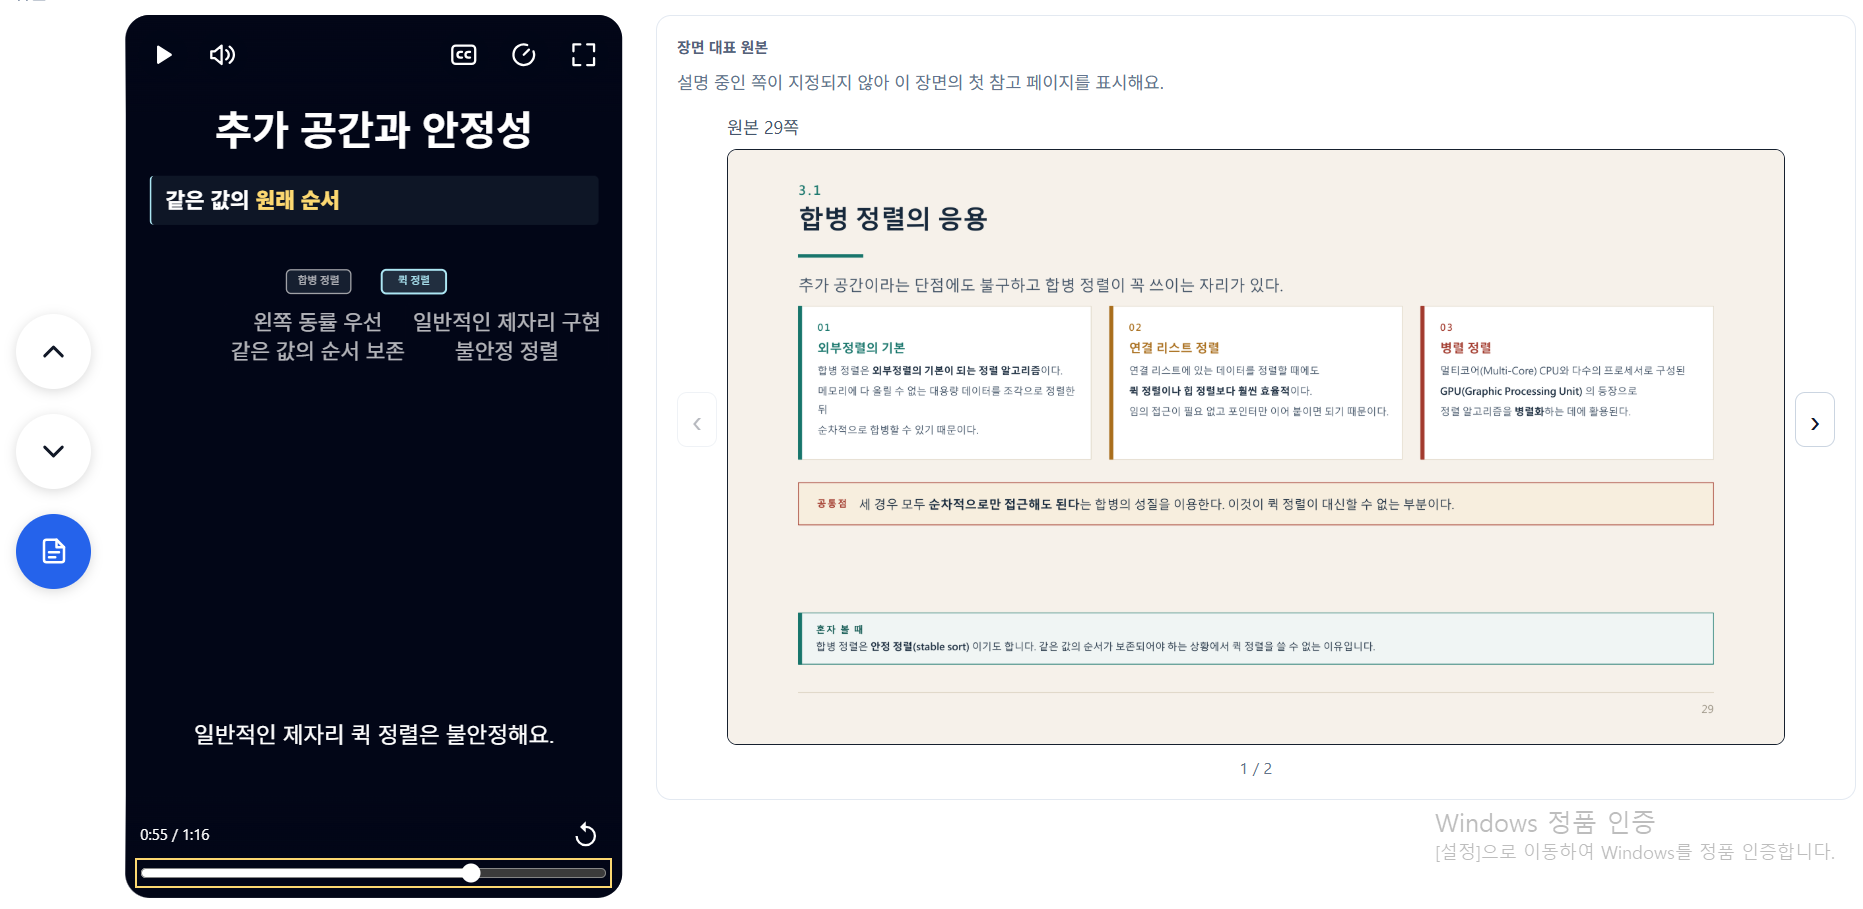 CC
추가 공간과 안정성
같은 값의 원래 순서
합병 정렬
퀵 정렬
왼쪽 동률 우선
같은 값의 순서 보존
일반적인 제자리 구현
불안정 정렬
일반적인 제자리 퀵 정렬은 불안정해요.
0:55 / 1:16
장면 대표 원본
설명 중인 쪽이 지정되지 않아 이 장면의 첫 참고 페이지를 표시해요.
원본 29쪽
3.1
합병 정렬의 응용
추가 공간이라는 단점에도 불구하고 합병 정렬이 꼭 쓰이는 자리가 있다.
01
외부정렬의 기본
합병 정렬은 외부정렬의 기본이 되는 정렬 알고리즘이다.
메모리에 다 올릴 수 없는 대용량 데이터를 조각으로 정렬한
뒤
순차적으로 합병할 수 있기 때문이다.
02
연결 리스트 정렬
연결 리스트에 있는 데이터를 정렬할 때에도
퀵 정렬이나 힙 정렬보다 훨씬 효율적이다.
임의 접근이 필요 없고 포인터만 이어 붙이면 되기 때문이다.
03
병렬 정렬
멀티코어(Multi-Core) CPU와 다수의 프로세서로 구성된
GPU(Graphic Processing Unit) 의 등장으로
정렬 알고리즘을 병렬화하는 데에 활용된다.
공통점 세 경우 모두 순차적으로만 접근해도 된다는 합병의 성질을 이용한다. 이것이 퀵 정렬이 대신할 수 없는 부분이다.
혼자 볼 때
합병 정렬은 안정 정렬(stable sort) 이기도 합니다. 같은 값의 순서가 보존되어야 하는 상황에서 퀵 정렬을 쓸 수 없는 이유입니다.
29
1 / 2
Windows 정품 인증
[설정]으로 이동하여 Windows를 정품 인증합니다.